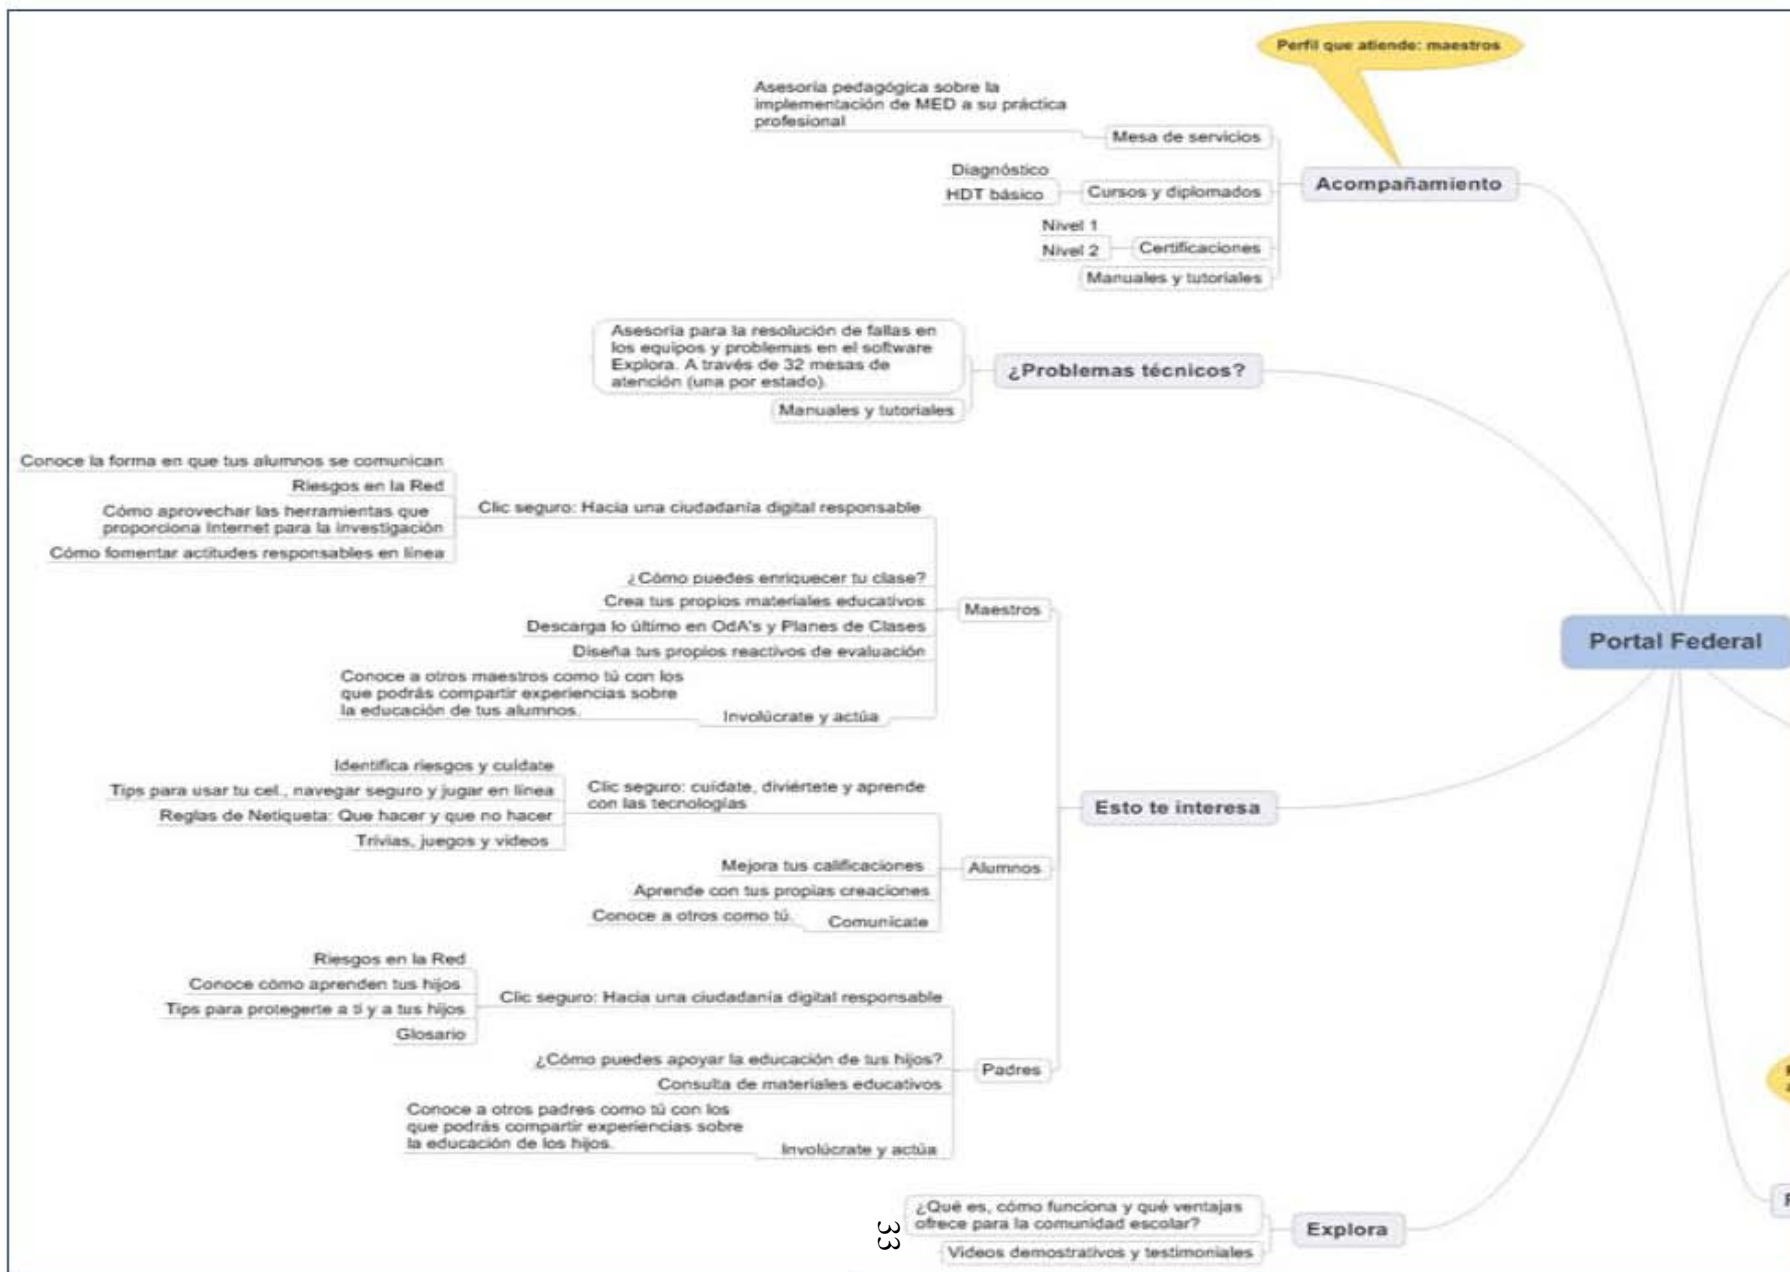 Perfil que atiende: maestros
Asesoría pedagógica sobre la
implementación de MED a su práctica
profesional
Mesa de servicios
Acompañamiento
Diagnóstico
HDT básico
Cursos y diplomados
Nivel 1
Nivel 2
Certificaciones
Manuales y tutoriales
Asesoría para la resolución de fallas en
los equipos y problemas en el software
Explora. A través de 32 mesas de
atención (una por estado).
¿Problemas técnicos?
Manuales y tutoriales
Conoce la forma en que tus alumnos se comunican
Riesgos en la Red
Cómo aprovechar las herramientas que
proporciona Internet para la investigación
Cómo fomentar actitudes responsables en línea
Clic seguro: Hacia una ciudadanía digital responsable
¿Cómo puedes enriquecer tu clase?
Crea tus propios materiales educativos
Descarga lo último en OdA's y Planes de Clases
Diseña tus propios reactivos de evaluación
Maestros
Conoce a otros maestros como tú con los
que podrás compartir experiencias sobre
la educación de tus alumnos.
Involúcrate y actúa
Portal Federal
Identifica riesgos y cuídate
Tips para usar tu cel., navegar seguro y jugar en línea
Reglas de Netiqueta: Que hacer y que no hacer
Trivias, juegos y videos
Clic seguro: cuídate, diviértete y aprende
con las tecnologías
Esto te interesa
Mejora tus calificaciones
Aprende con tus propias creaciones
Alumnos
Conoce a otros como tú.
Comunícate
Riesgos en la Red
Conoce cómo aprenden tus hijos
Tips para protegerte a ti y a tus hijos
Glosario
Clic seguro: Hacia una ciudadanía digital responsable
¿Cómo puedes apoyar la educación de tus hijos?
Consulta de materiales educativos
Padres
Conoce a otros padres como tú con los
que podrás compartir experiencias sobre
la educación de los hijos.
Involúcrate y actúa
¿Qué es, cómo funciona y qué ventajas
ofrece para la comunidad escolar?
Videos demostrativos y testimoniales
Explora
33